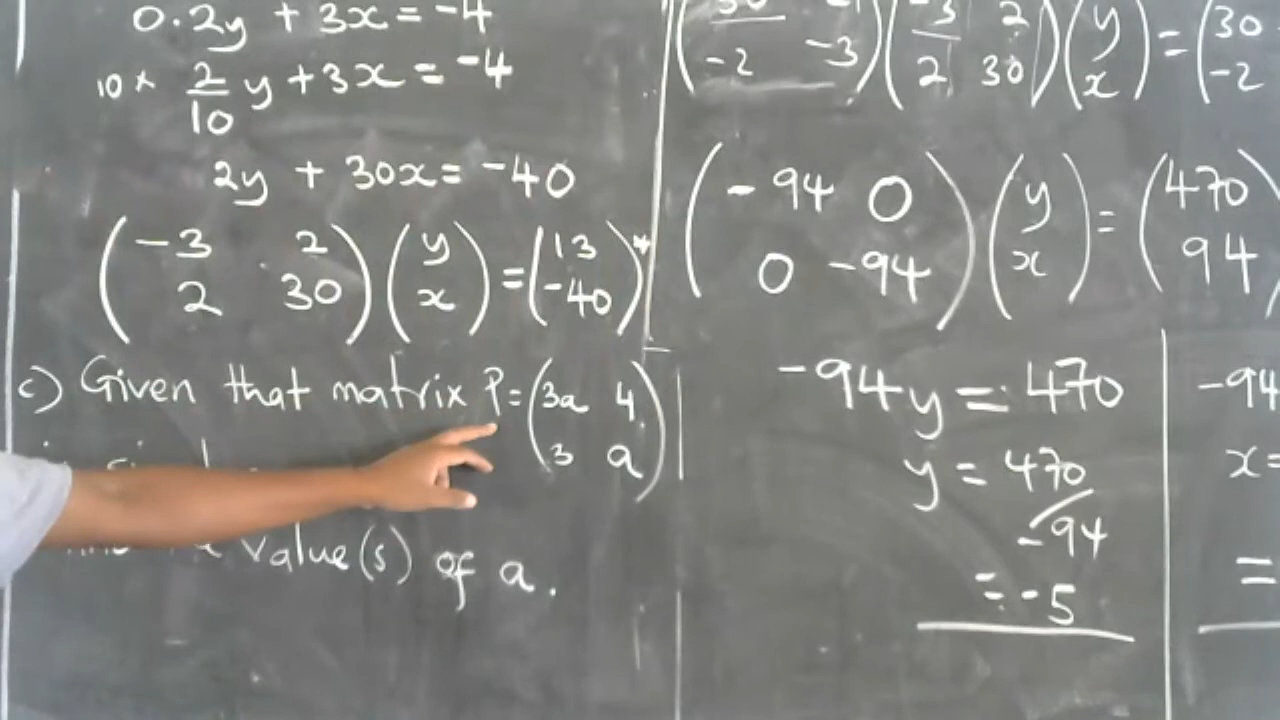 0.2y + 3x = -4
10 × 2/10 y + 3x = -4
2y + 30x = -40
(-3 2) (y) = (13)
(2 30) (x) (-40)
c) Given that matrix P = (3a 4)
(3 a)
value(s) of a.
-3 2 y 30
(-2 -3) (2 30) (x) = (-2
(-94 0) (y) = (470)
(0 -94) (x) (94
-94y = 470
y = 470
-94
= -5
-94
x =
=